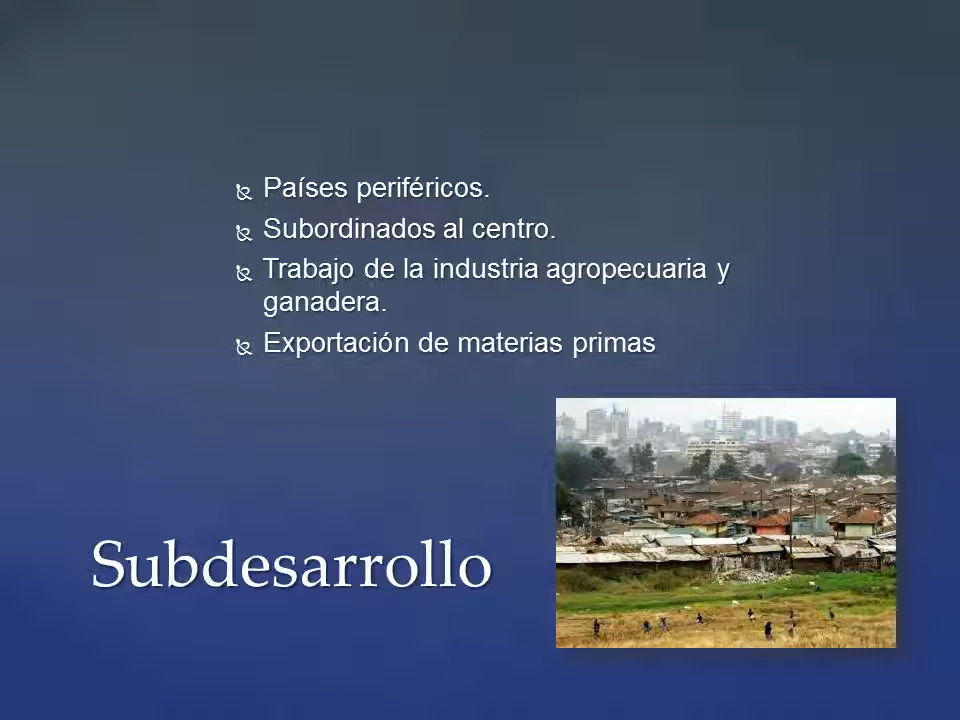 Países periféricos.
Subordinados al centro.
Trabajo de la industria agropecuaria y
ganadera.
Exportación de materias primas
Subdesarrollo